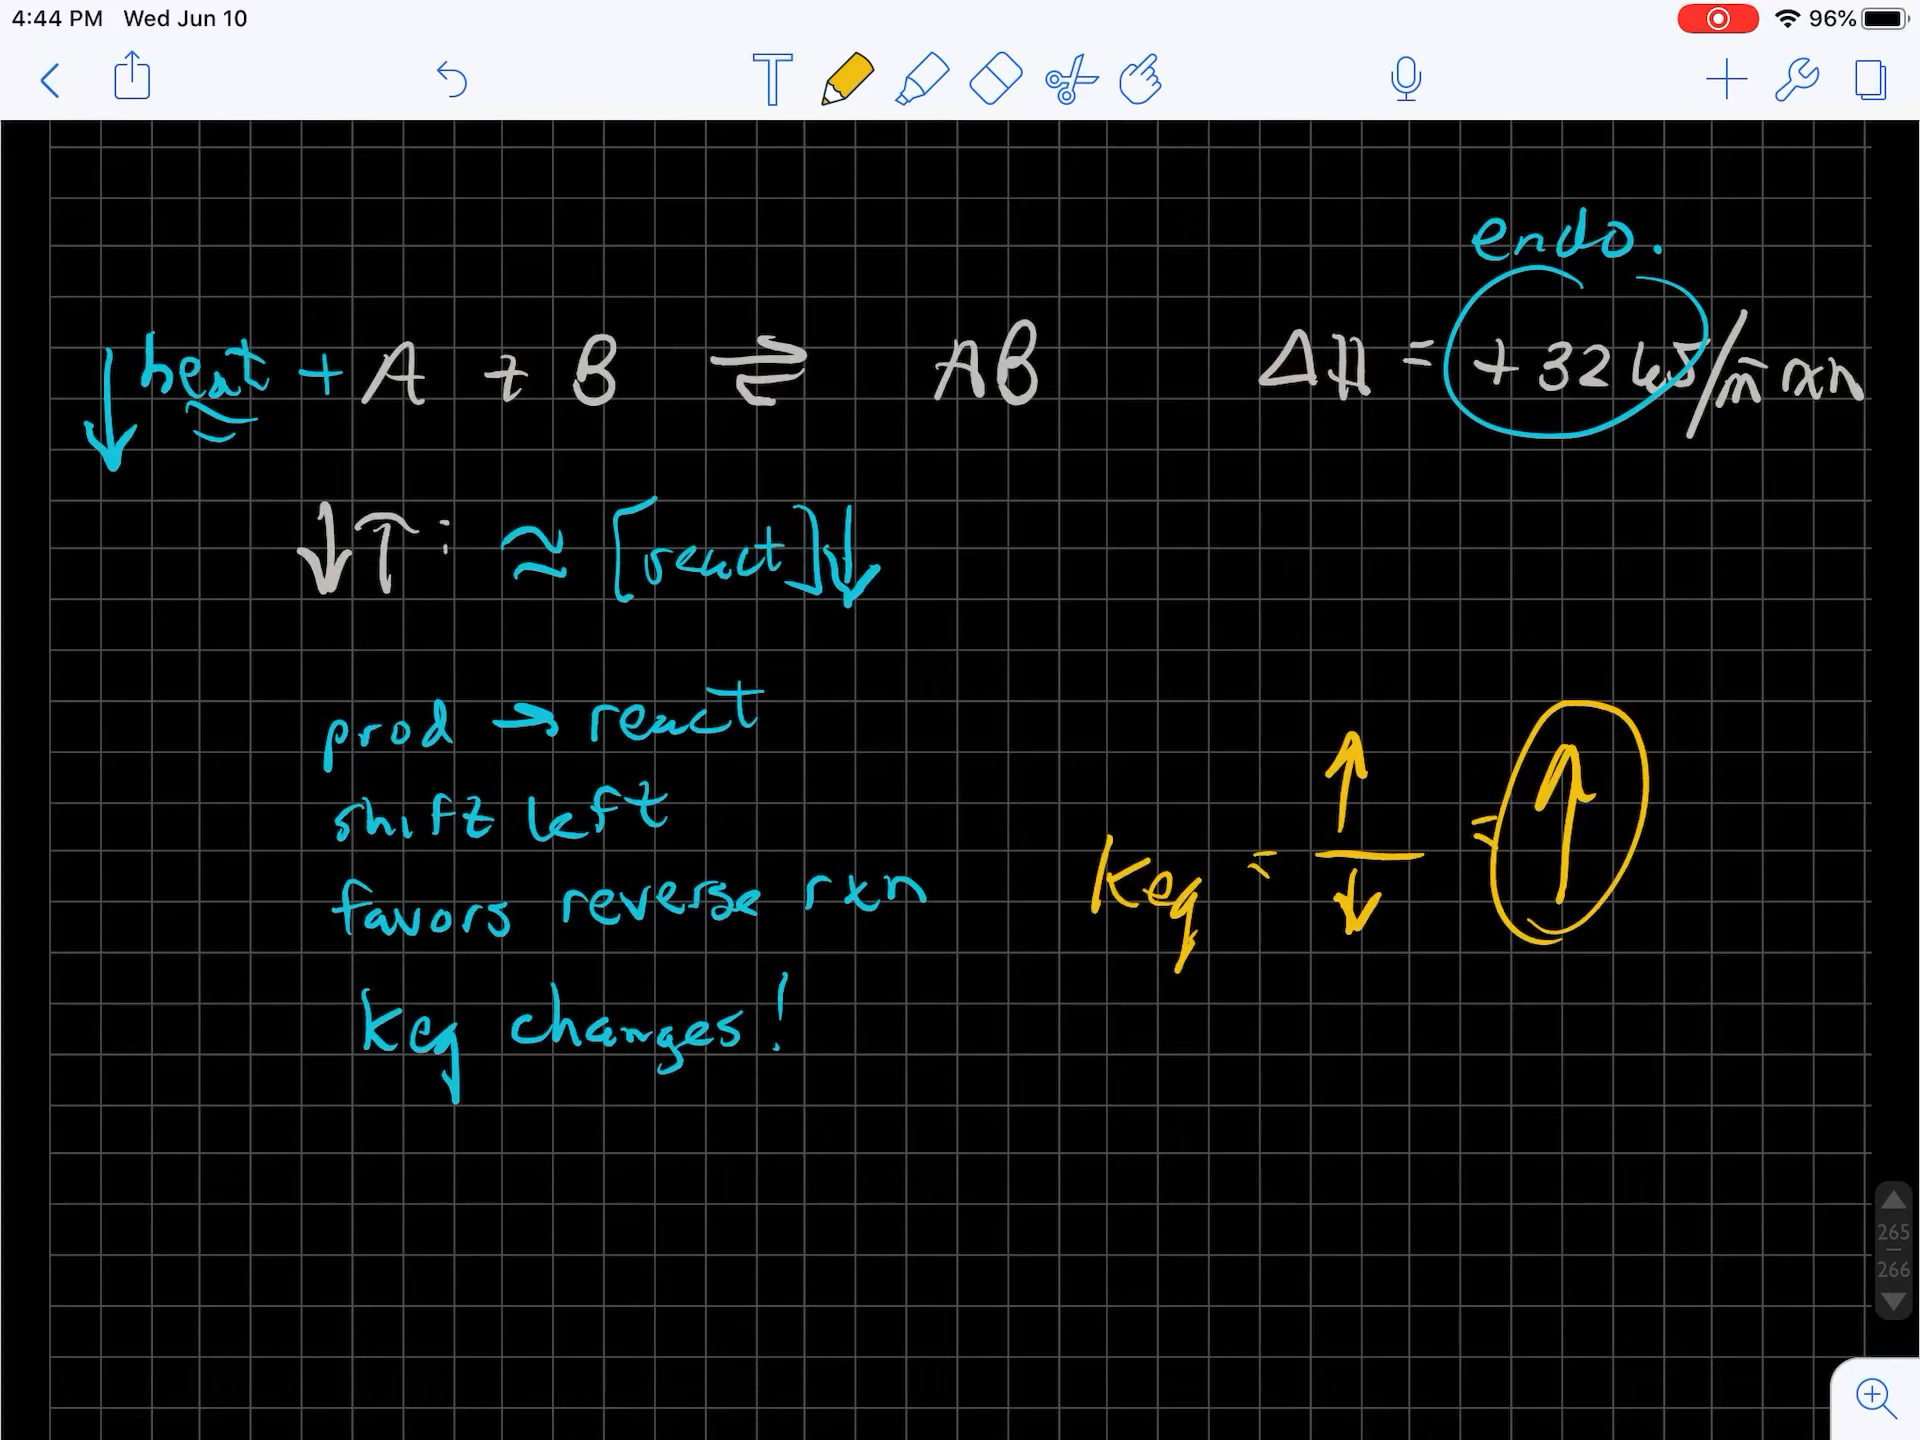 4:44 PM Wed Jun 10
96%
T
endo.
↓ heat + A + B ⇌ AB ΔH = +32 kJ/m rxn
↓T: ≈ [react]↓
prod → react
shift left
favors reverse rxn
Keq changes!
Keq = ↑/↓ = ↑
265
266